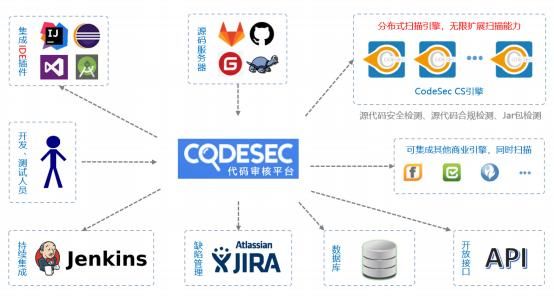 集成IDE插件
源码服务器
分布式扫描引擎，无限扩展扫描能力
CodeSec
CodeSec
CodeSec
CodeSec CS引擎
源代码安全检测、源代码合规检测、Jar包检测
开发、测试人员
CODESEC
代码审核平台
可集成其他商业引擎，同时扫描
持续集成
Jenkins
缺陷管理
Atlassian
JIRA
数据库
开放接口
API